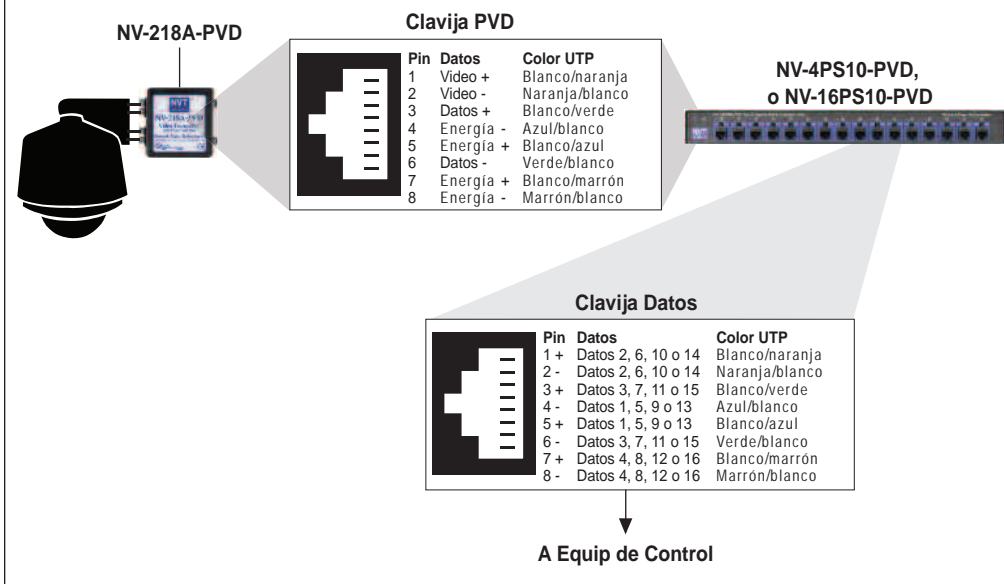 NV-218A-PVD
Clavija PVD
Pin Datos Color UTP
1 Video + Blanco/naranja
2 Video - Naranja/blanco
3 Datos + Blanco/verde
4 Energía - Azul/blanco
5 Energía + Blanco/azul
6 Datos - Verde/blanco
7 Energía + Blanco/marrón
8 Energía - Marrón/blanco
NVT
NV-218A-PVD
NV-4PS10-PVD,
o NV-16PS10-PVD
NVT
Clavija Datos
Pin Datos Color UTP
1 + Datos 2, 6, 10 o 14 Blanco/naranja
2 - Datos 2, 6, 10 o 14 Naranja/blanco
3 + Datos 3, 7, 11 o 15 Blanco/verde
4 - Datos 1, 5, 9 o 13 Azul/blanco
5 + Datos 1, 5, 9 o 13 Blanco/azul
6 - Datos 3, 7, 11 o 15 Verde/blanco
7 + Datos 4, 8, 12 o 16 Blanco/marrón
8 - Datos 4, 8, 12 o 16 Marrón/blanco
A Equip de Control